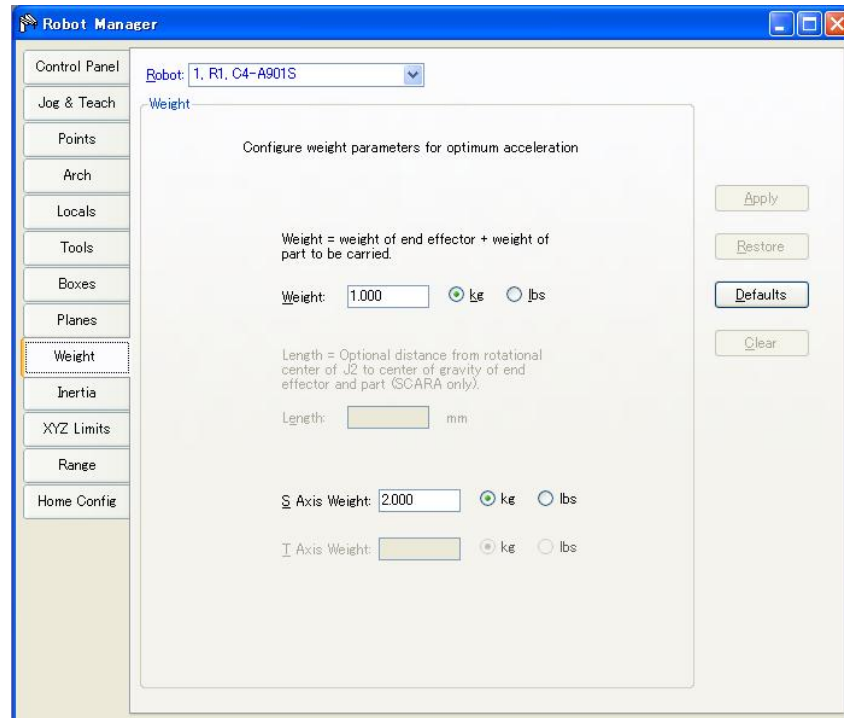 Robot Manager
Control Panel
Jog & Teach
Points
Arch
Locals
Tools
Boxes
Planes
Weight
Inertia
XYZ Limits
Range
Home Config
Robot: 1, R1, C4-A901S
Weight
Configure weight parameters for optimum acceleration
Weight = weight of end effector + weight of
part to be carried.
Weight: 1.000 kg lbs
Length = Optional distance from rotational
center of J2 to center of gravity of end
effector and part (SCARA only).
Length: mm
S Axis Weight: 2.000 kg lbs
T Axis Weight: kg lbs
Apply
Restore
Defaults
Clear